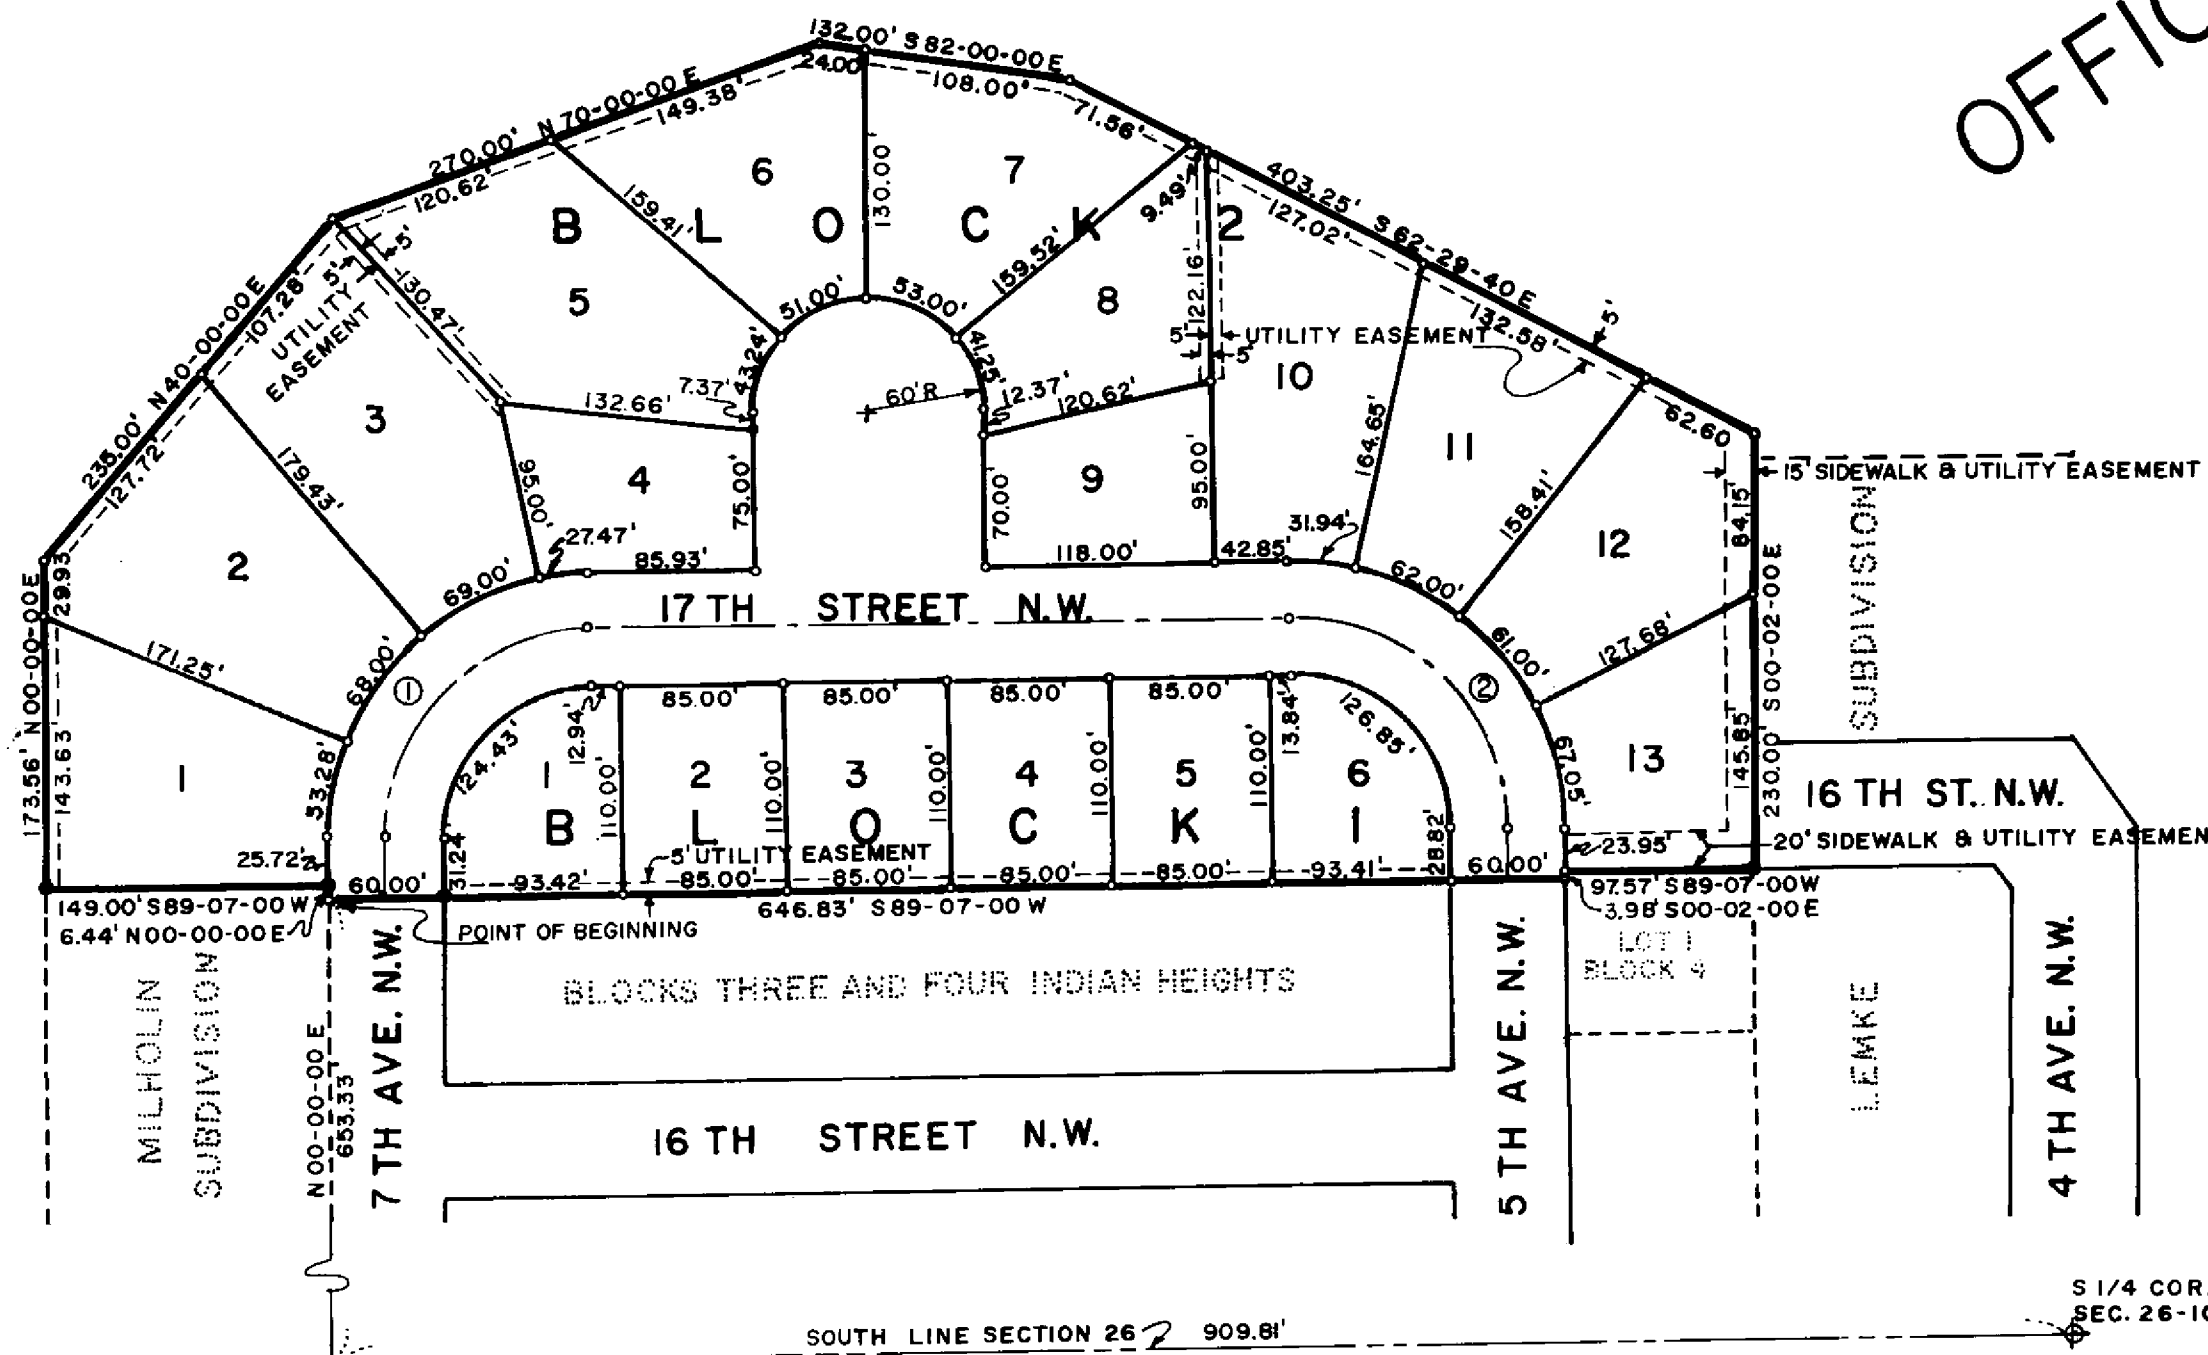 OFFIC
132.00' S 82-00-00 E
24.00'
108.00'
270.00' N 70-00-00 E
149.38'
120.62'
71.56'
403.25' S 62-29-40 E
127.02'
132.58'
62.60
9.49'
5'
235.00' N 40-00-00 E
107.28'
127.72'
UTILITY
EASEMENT
5'
5'
130.47'
159.41'
130.00'
159.52'
122.16'
BLOCK 2
6
7
5
8
3
10
51.00'
53.00'
43.24'
41.25'
7.37'
12.37'
60' R
132.66'
120.62'
5'
5'
UTILITY EASEMENT
164.65'
11
158.41'
15' SIDEWALK & UTILITY EASEMENT
84.15'
SUBDIVISION
179.43'
95.00'
4
75.00'
70.00'
9
95.00'
2
12
27.47'
85.93'
118.00'
42.85'
31.94'
69.00'
62.00'
61.00'
127.68'
173.56' N 00-00-00 E
29.93
143.63'
171.25'
68.00'
53.28'
1
25.72'
17 TH STREET N.W.
1
2
85.00'
85.00'
85.00'
85.00'
124.43'
12.94'
13.84'
126.85'
67.05'
13
145.85'
230.00' S 00-02-00 E
1
2
3
4
5
6
110.00'
110.00'
110.00'
110.00'
110.00'
BLOCK 1
16 TH ST. N.W.
31.24'
28.82'
5' UTILITY EASEMENT
23.95'
20' SIDEWALK & UTILITY EASEMEN
60.00'
93.42'
85.00'
85.00'
85.00'
85.00'
93.41'
60.00'
149.00' S 89-07-00 W
646.83' S 89-07-00 W
97.57' S 89-07-00 W
6.44' N 00-00-00 E
3.98' S 00-02-00 E
POINT OF BEGINNING
LOT 1
BLOCK 4
BLOCKS THREE AND FOUR INDIAN HEIGHTS
MILHOLIN
SUBDIVISION
N 00-00-00 E
653.33'
7 TH AVE. N.W.
5 TH AVE. N.W.
LEMKE
4 TH AVE. N.W.
16 TH STREET N.W.
S 1/4 COR.
SEC. 26-10
SOUTH LINE SECTION 26 909.81'